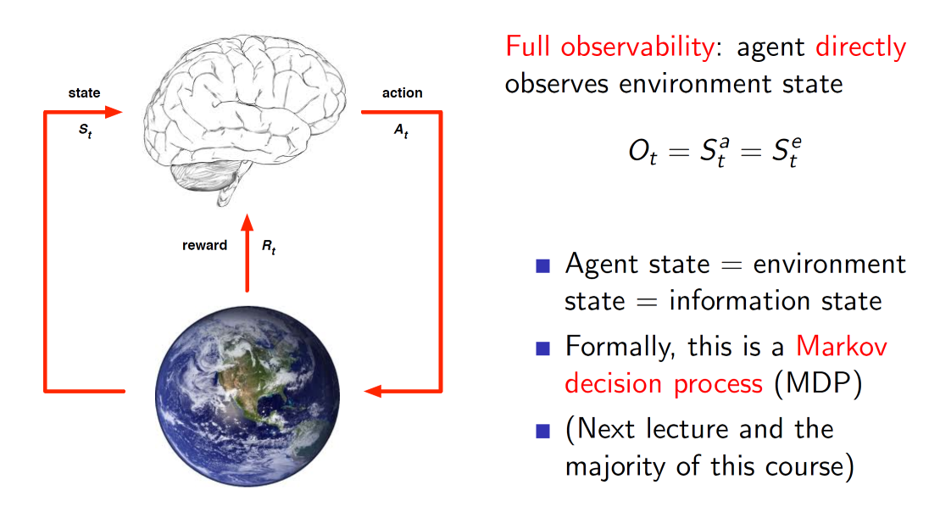 state
S_t
action
A_t
reward R_t
Full observability: agent directly
observes environment state
O_t = S_t^a = S_t^e
■ Agent state = environment
state = information state
■ Formally, this is a Markov
decision process (MDP)
■ (Next lecture and the
majority of this course)